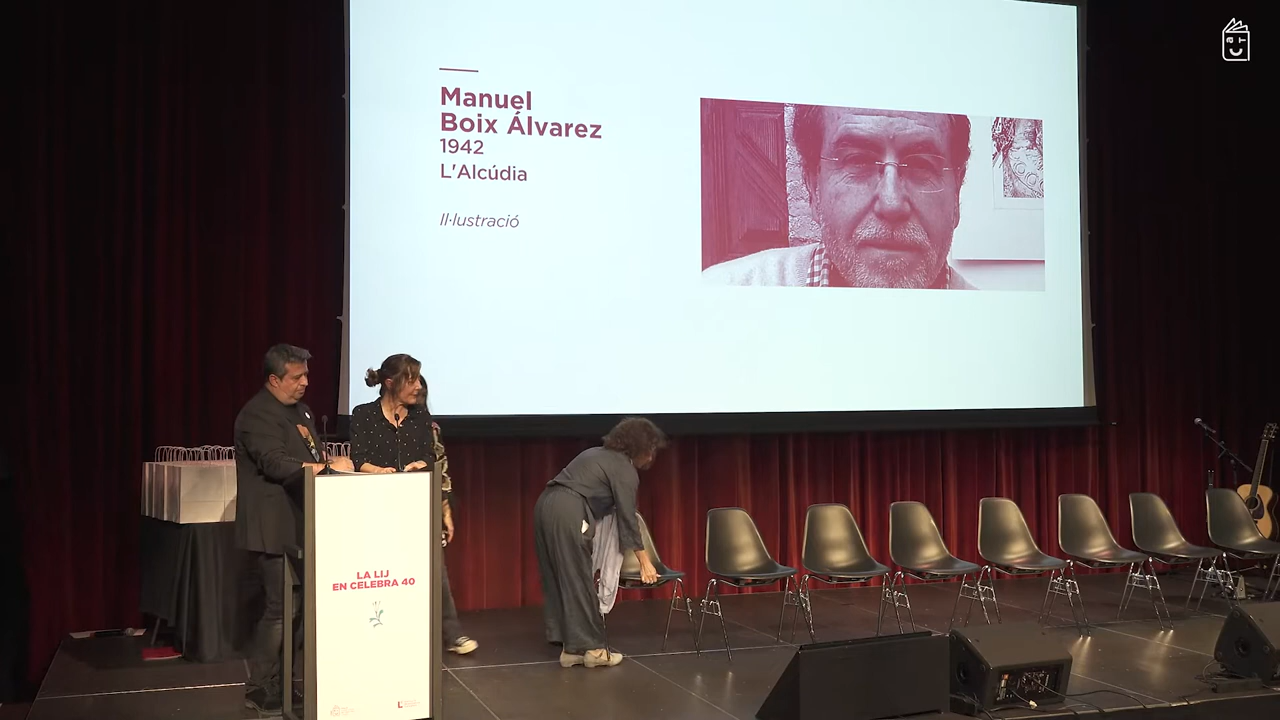 Manuel
Boix Álvarez
1942
L'Alcúdia
Il·lustració
LA LIJ
EN CELEBRA 40